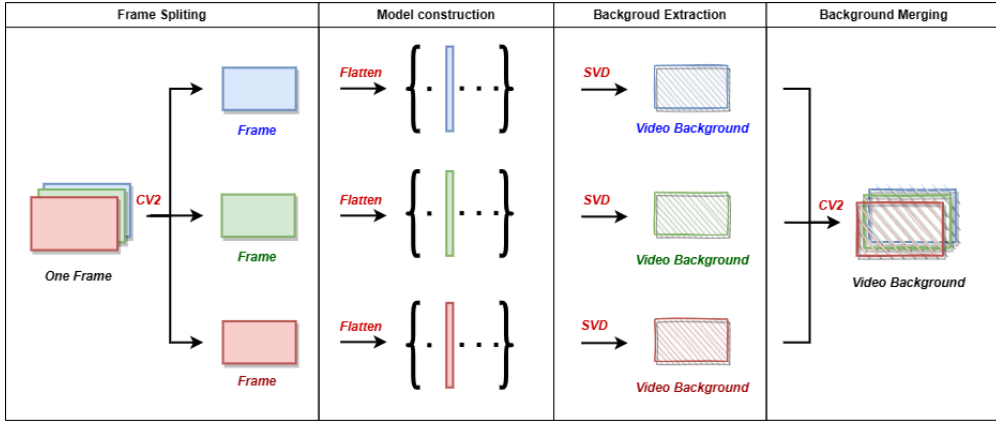 Frame Spliting
Model construction
Backgroud Extraction
Background Merging
Flatten
SVD
Frame
Video Background
CV2
Flatten
SVD
CV2
One Frame
Frame
Video Background
Video Background
Flatten
SVD
Frame
Video Background